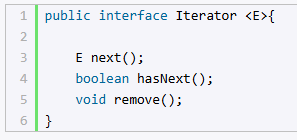 1 public interface Iterator <E>{
2
3 E next();
4 boolean hasNext();
5 void remove();
6 }